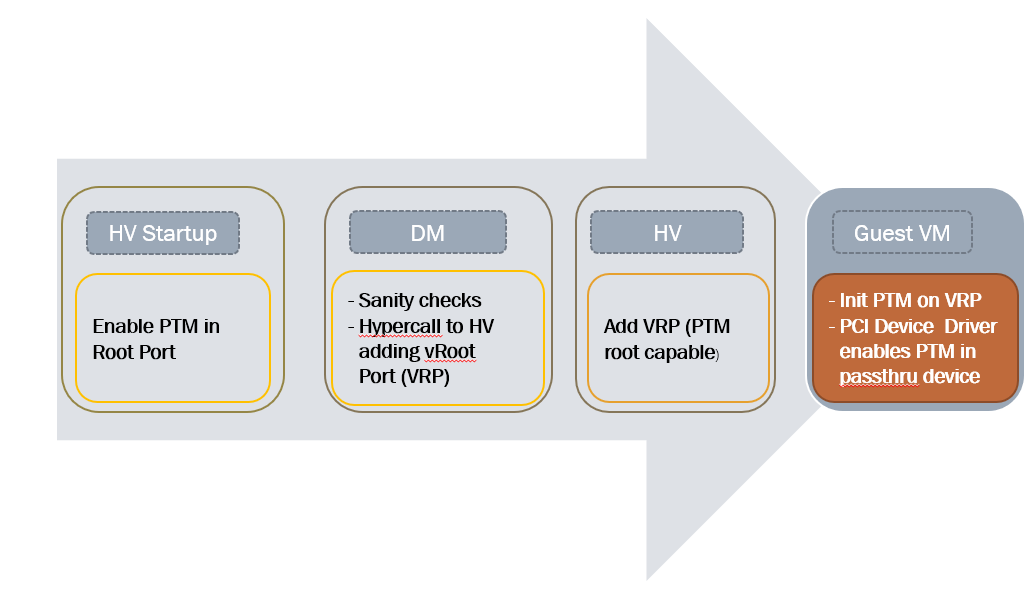 HV Startup
Enable PTM in
Root Port
DM
- Sanity checks
- Hypercall to HV
adding vRoot
Port (VRP)
HV
Add VRP (PTM
root capable)
Guest VM
- Init PTM on VRP
- PCI Device  Driver
enables PTM in
passthru device